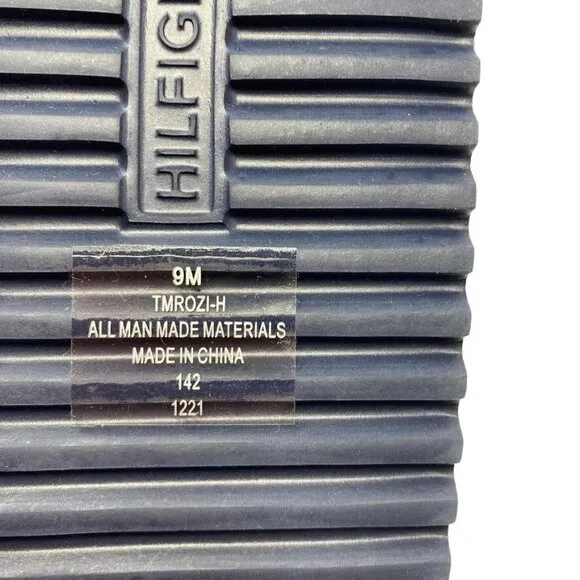 HILFIG
9M
TMROZI-H
ALL MAN MADE MATERIALS
MADE IN CHINA
142
1221